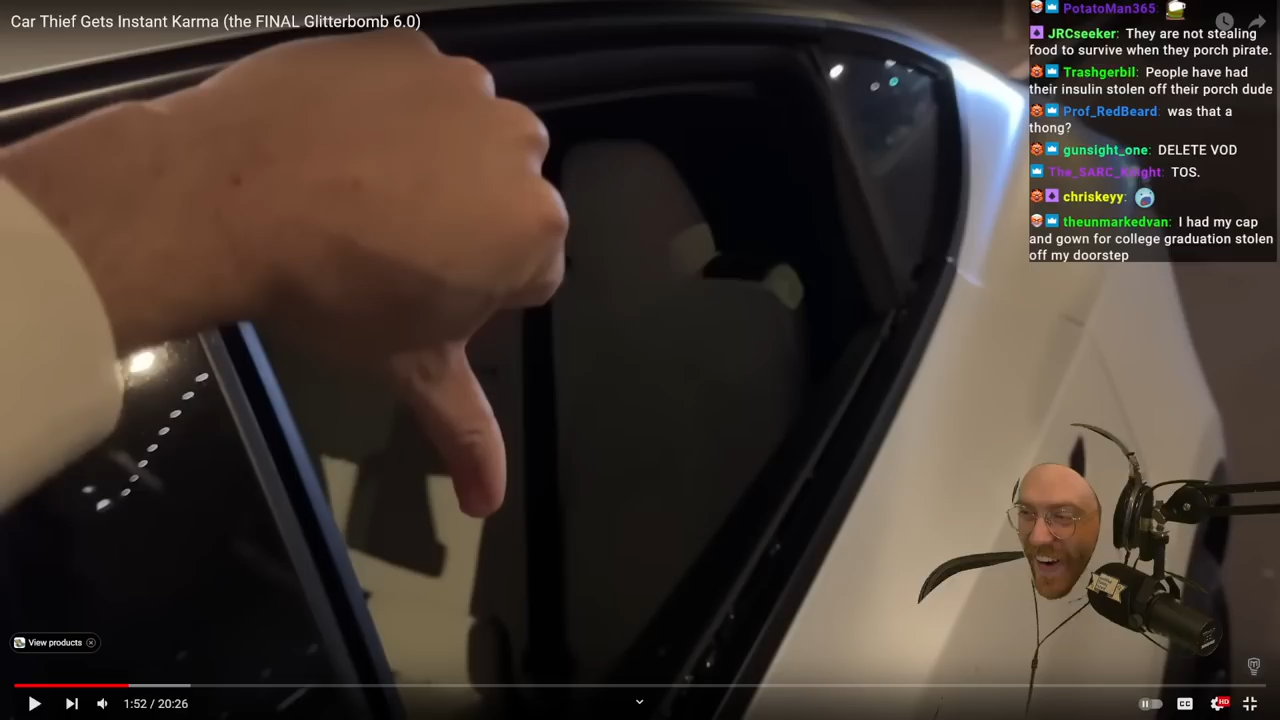 Car Thief Gets Instant Karma (the FINAL Glitterbomb 6.0)
PotatoMan365:
JRCseeker: They are not stealing
food to survive when they porch pirate.
Trashgerbil: People have had
their insulin stolen off their porch dude
Prof_RedBeard: was that a
thong?
gunsight_one: DELETE VOD
The_SARC_Knight: TOS.
chriskeyy:
theunmarkedvan: I had my cap
and gown for college graduation stolen
off my doorstep
View products
1:52 / 20:26
CC
HD